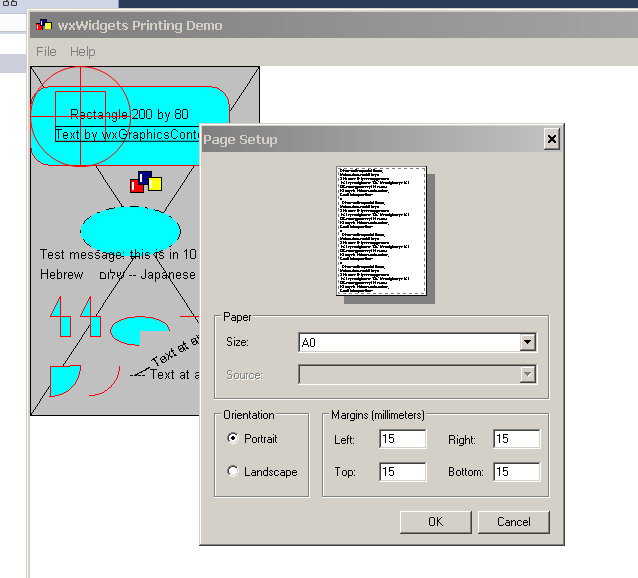 wxWidgets Printing Demo
File Help
Rectangle 200 by 80
Text by wxGraphicsConte
Test message: this is in 10
Hebrew שלום -- Japanese
Text at a
---- Text at a
Page Setup
Paper
Size: A0
Source:
Orientation
Portrait
Landscape
Margins (millimeters)
Left: 15 Right: 15
Top: 15 Bottom: 15
OK Cancel